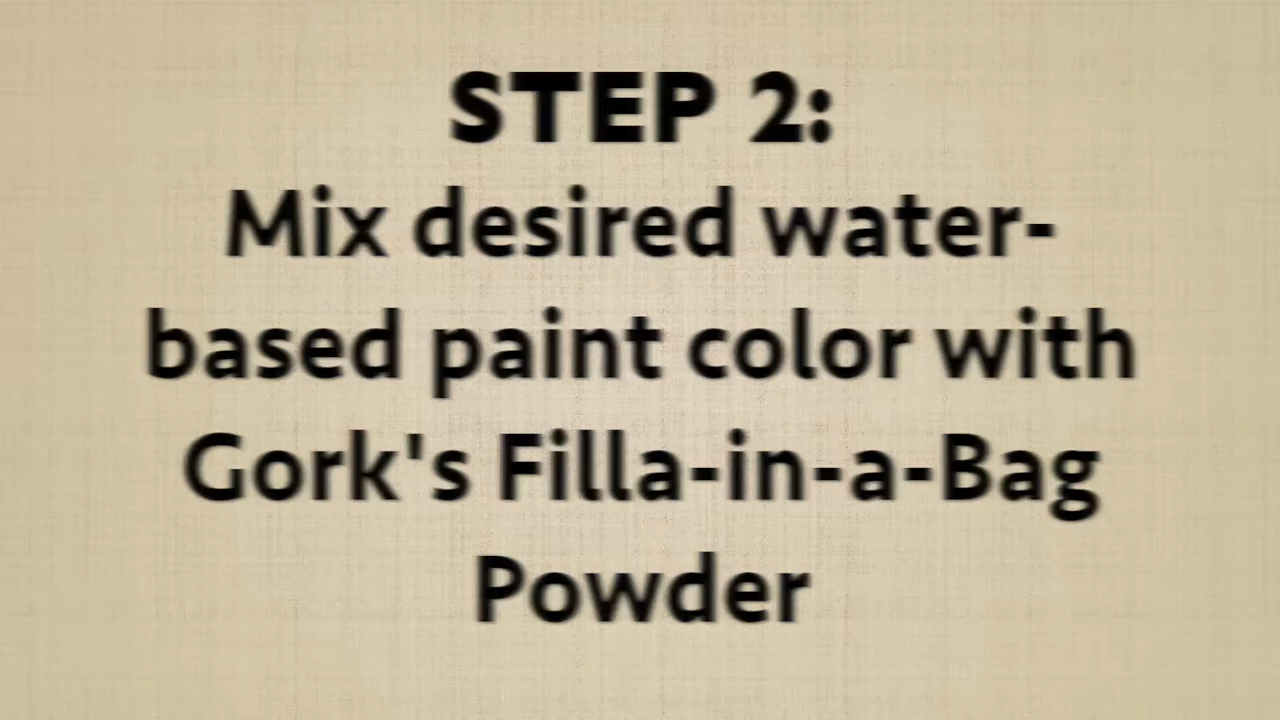 STEP 2:
Mix desired water-
based paint color with
Gork's Filla-in-a-Bag
Powder